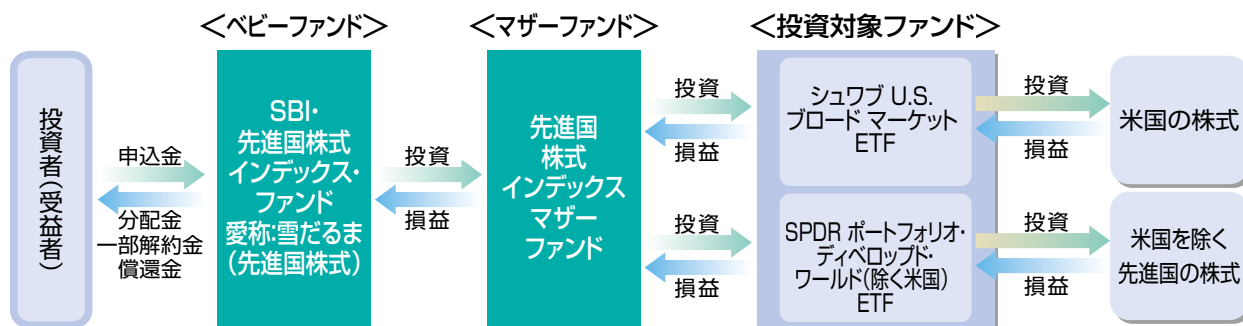 ＜ベビーファンド＞
＜マザーファンド＞
＜投資対象ファンド＞
投資者（受益者）
申込金
分配金
一部解約金
償還金
SBI・
先進国株式
インデックス・
ファンド
愛称：雪だるま
（先進国株式）
投資
損益
先進国
株式
インデックス
マザー
ファンド
投資
損益
投資
損益
シュワブ U.S.
ブロード マーケット
ETF
SPDR ポートフォリオ・
ディベロップド・
ワールド（除く米国）
ETF
投資
損益
投資
損益
米国の株式
米国を除く
先進国の株式